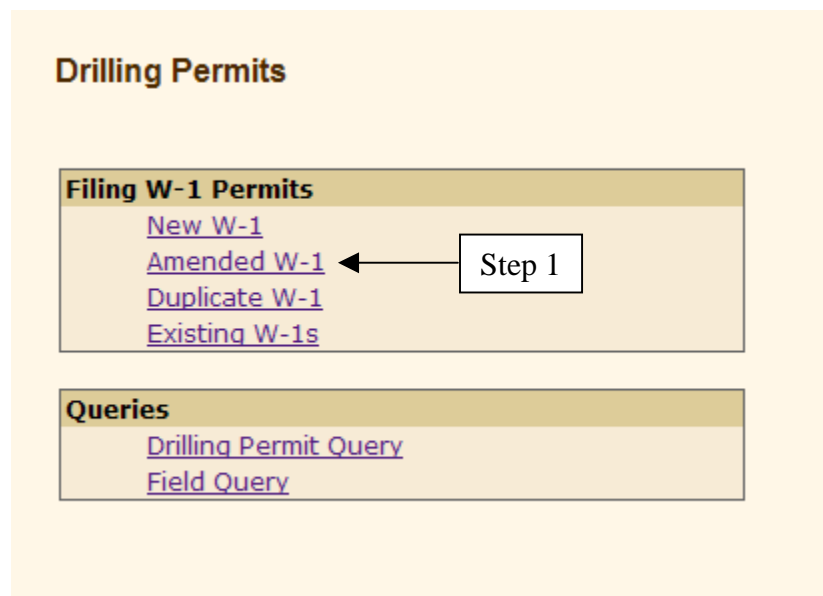 Drilling Permits
Filing W-1 Permits
New W-1
Amended W-1
Step 1
Duplicate W-1
Existing W-1s
Queries
Drilling Permit Query
Field Query